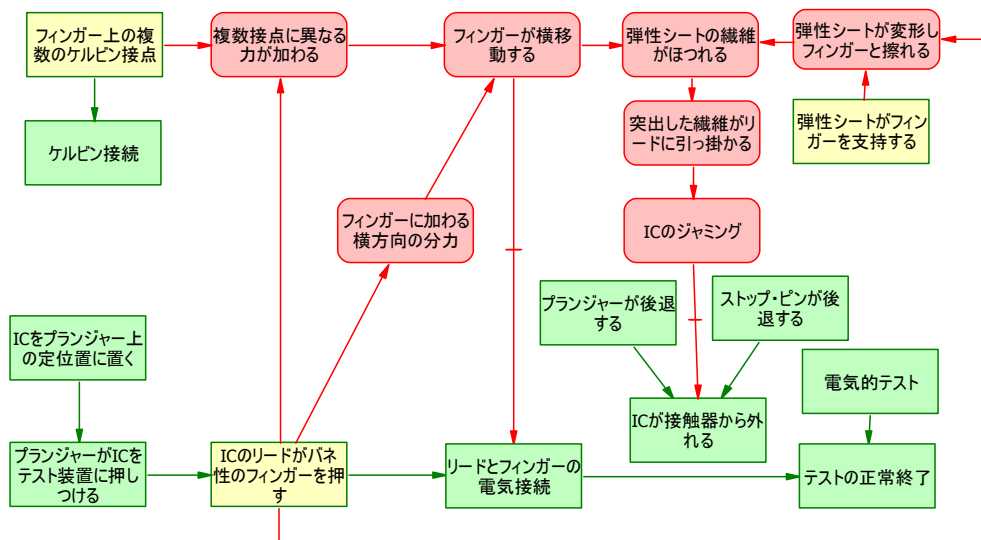 フィンガー上の複
数のケルビン接点
複数接点に異なる
力が加わる
フィンガーが横移
動する
弾性シートの繊維
がほつれる
弾性シートが変形し
フィンガーと擦れる
ケルビン接続
突出した繊維がリ
ードに引っ掛かる
弾性シートがフィン
ガーを支持する
フィンガーに加わる
横方向の分力
ICのジャミング
プランジャーが後退
する
ストップ・ピンが後
退する
ICをプランジャー上
の定位置に置く
電気的テスト
ICが接触器から外
れる
プランジャーがICを
テスト装置に押し
つける
ICのリードがバネ
性のフィンガーを押
す
リードとフィンガーの
電気接続
テストの正常終了